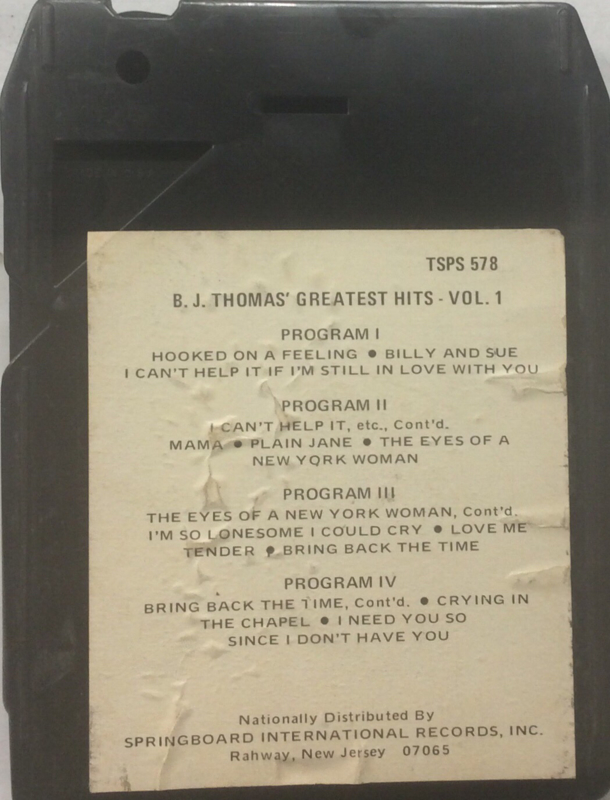 TSPS 578
B. J. THOMAS' GREATEST HITS - VOL. 1
PROGRAM I
HOOKED ON A FEELING ● BILLY AND SUE
I CAN'T HELP IT IF I'M STILL IN LOVE WITH YOU
PROGRAM II
I CAN'T HELP IT, etc., Cont'd.
MAMA ● PLAIN JANE ● THE EYES OF A
NEW YORK WOMAN
PROGRAM III
THE EYES OF A NEW YORK WOMAN, Cont'd.
I'M SO LONESOME I COULD CRY ● LOVE ME
TENDER ● BRING BACK THE TIME
PROGRAM IV
BRING BACK THE TIME, Cont'd. ● CRYING IN
THE CHAPEL ● I NEED YOU SO
SINCE I DON'T HAVE YOU
Nationally Distributed By
SPRINGBOARD INTERNATIONAL RECORDS, INC.
Rahway, New Jersey 07065